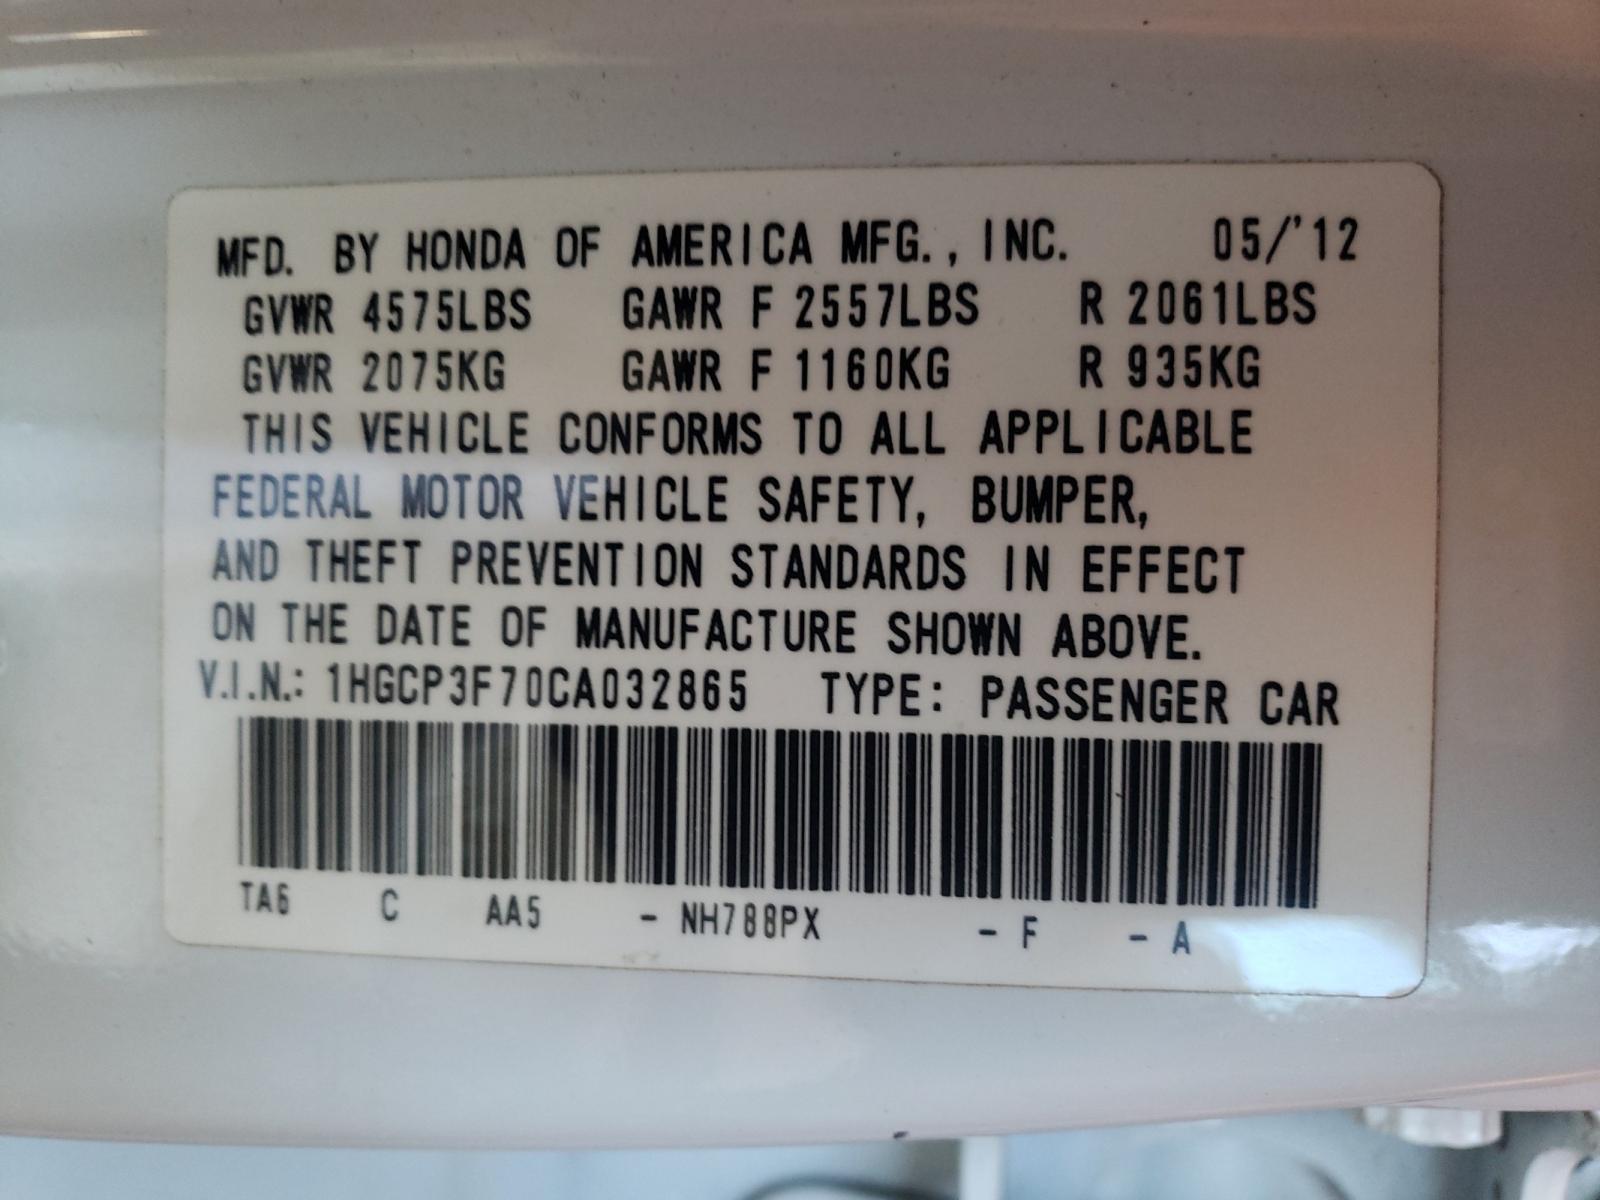 MFD. BY HONDA OF AMERICA MFG., INC. 05/'12
GVWR 4575LBS GAWR F 2557LBS R 2061LBS
GVWR 2075KG GAWR F 1160KG R 935KG
THIS VEHICLE CONFORMS TO ALL APPLICABLE
FEDERAL MOTOR VEHICLE SAFETY, BUMPER,
AND THEFT PREVENTION STANDARDS IN EFFECT
ON THE DATE OF MANUFACTURE SHOWN ABOVE.
V.I.N.: 1HGCP3F70CA032865 TYPE: PASSENGER CAR
TA6 C AA5 - NH788PX - F - A